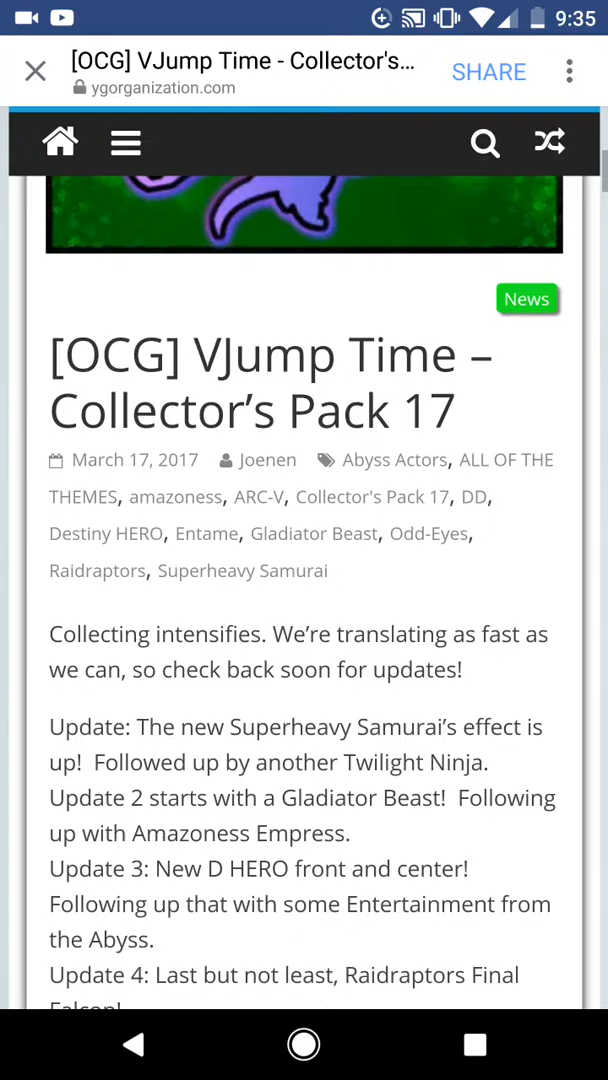 9:35
[OCG] VJump Time - Collector's...
SHARE
ygorganization.com
News
[OCG] VJump Time –
Collector’s Pack 17
March 17, 2017 Joenen Abyss Actors, ALL OF THE
THEMES, amazoness, ARC-V, Collector's Pack 17, DD,
Destiny HERO, Entame, Gladiator Beast, Odd-Eyes,
Raidraptors, Superheavy Samurai
Collecting intensifies. We’re translating as fast as
we can, so check back soon for updates!
Update: The new Superheavy Samurai’s effect is
up! Followed up by another Twilight Ninja.
Update 2 starts with a Gladiator Beast! Following
up with Amazoness Empress.
Update 3: New D HERO front and center!
Following up that with some Entertainment from
the Abyss.
Update 4: Last but not least, Raidraptors Final
Falcon!